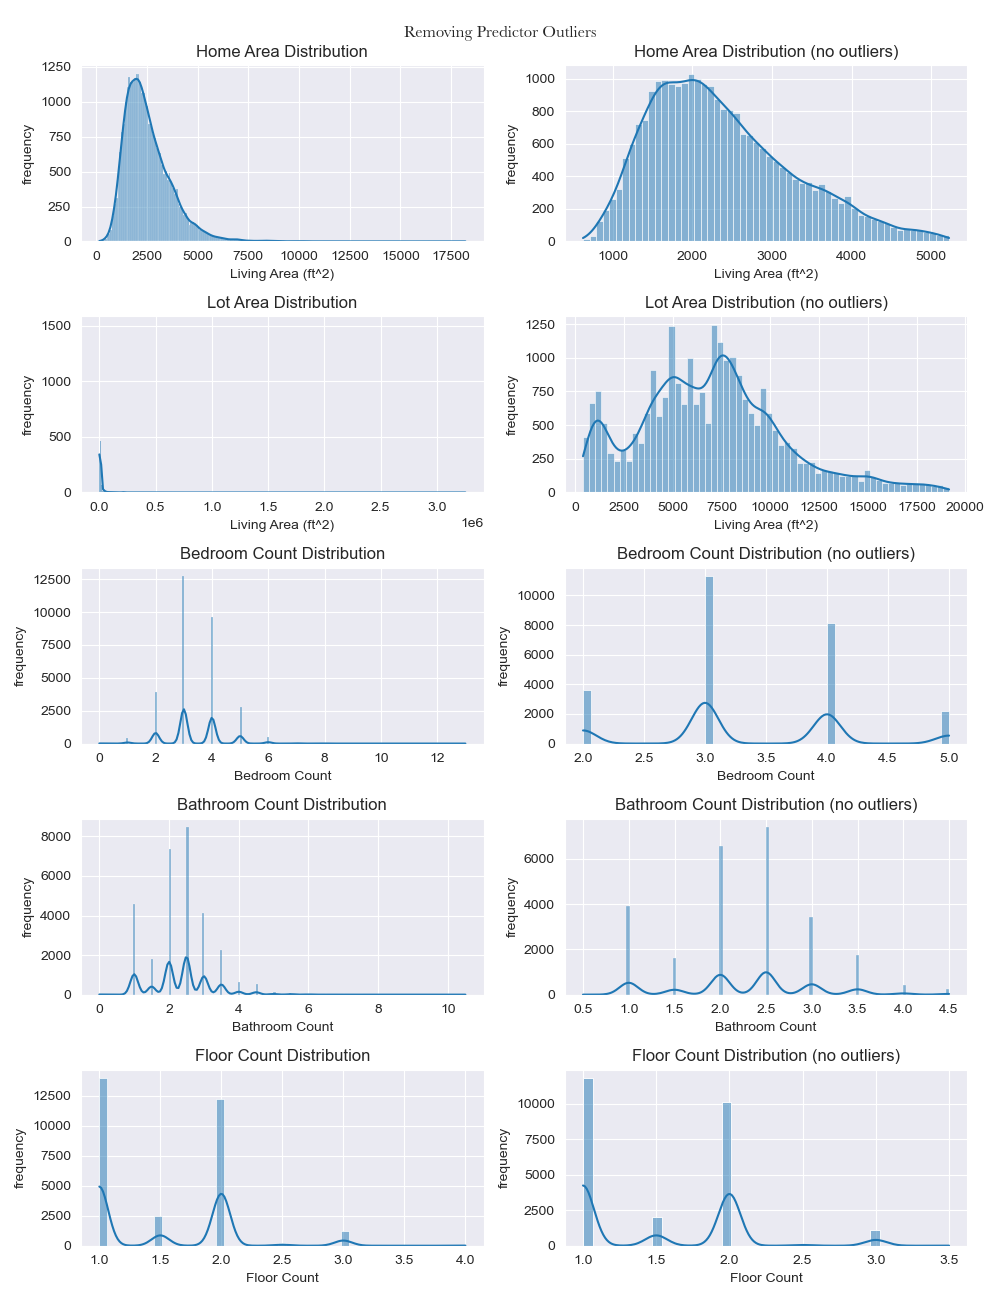 Removing Predictor Outliers
Home Area Distribution
1250
1000
750
500
250
0
frequency
0 2500 5000 7500 10000 12500 15000 17500
Living Area (ft^2)
Home Area Distribution (no outliers)
1000
800
600
400
200
0
frequency
1000 2000 3000 4000 5000
Living Area (ft^2)
Lot Area Distribution
1500
1000
500
0
frequency
0.0 0.5 1.0 1.5 2.0 2.5 3.0
1e6
Living Area (ft^2)
Lot Area Distribution (no outliers)
1250
1000
750
500
250
0
frequency
0 2500 5000 7500 10000 12500 15000 17500 20000
Living Area (ft^2)
Bedroom Count Distribution
12500
10000
7500
5000
2500
0
frequency
0 2 4 6 8 10 12
Bedroom Count
Bedroom Count Distribution (no outliers)
10000
8000
6000
4000
2000
0
frequency
2.0 2.5 3.0 3.5 4.0 4.5 5.0
Bedroom Count
Bathroom Count Distribution
8000
6000
4000
2000
0
frequency
0 2 4 6 8 10
Bathroom Count
Bathroom Count Distribution (no outliers)
6000
4000
2000
0
frequency
0.5 1.0 1.5 2.0 2.5 3.0 3.5 4.0 4.5
Bathroom Count
Floor Count Distribution
12500
10000
7500
5000
2500
0
frequency
1.0 1.5 2.0 2.5 3.0 3.5 4.0
Floor Count
Floor Count Distribution (no outliers)
10000
7500
5000
2500
0
frequency
1.0 1.5 2.0 2.5 3.0 3.5
Floor Count